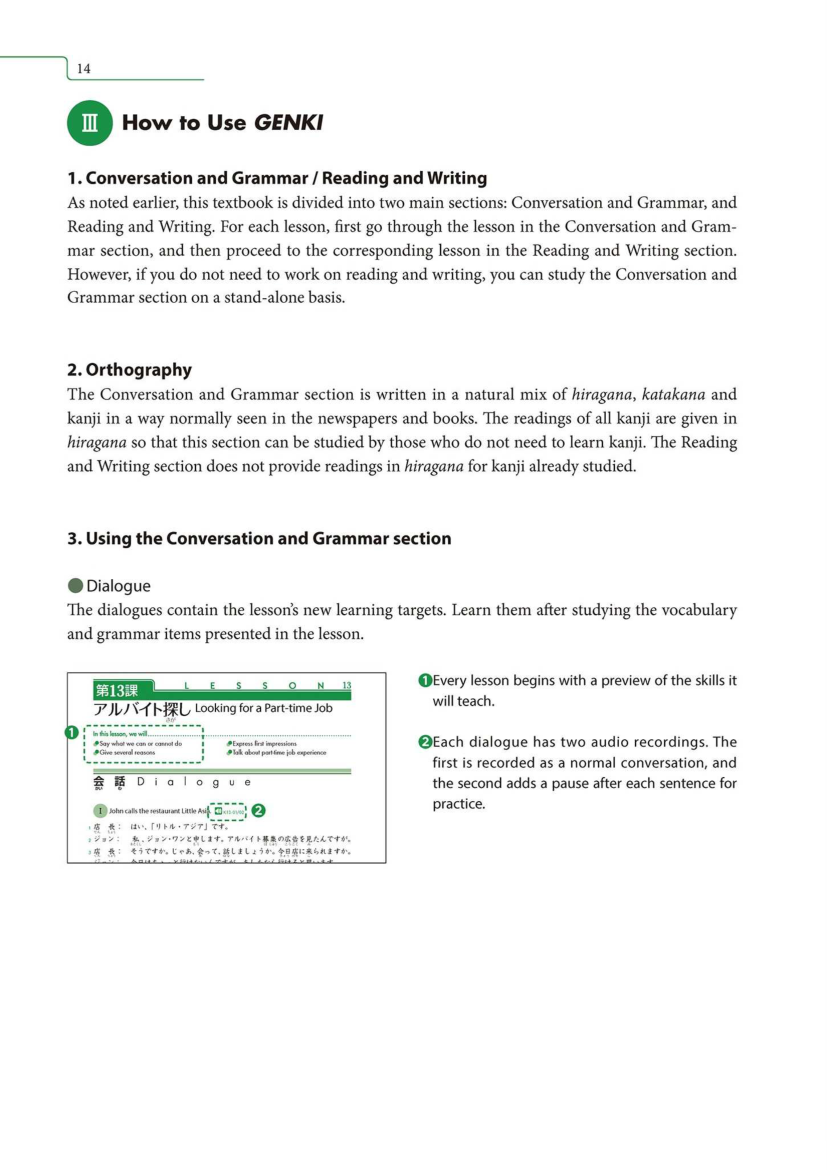 14
Ⅲ How to Use GENKI
1. Conversation and Grammar / Reading and Writing
As noted earlier, this textbook is divided into two main sections: Conversation and Grammar, and
Reading and Writing. For each lesson, first go through the lesson in the Conversation and Gram-
mar section, and then proceed to the corresponding lesson in the Reading and Writing section.
However, if you do not need to work on reading and writing, you can study the Conversation and
Grammar section on a stand-alone basis.
2. Orthography
The Conversation and Grammar section is written in a natural mix of hiragana, katakana and
kanji in a way normally seen in the newspapers and books. The readings of all kanji are given in
hiragana so that this section can be studied by those who do not need to learn kanji. The Reading
and Writing section does not provide readings in hiragana for kanji already studied.
3. Using the Conversation and Grammar section
Dialogue
The dialogues contain the lesson's new learning targets. Learn them after studying the vocabulary
and grammar items presented in the lesson.
第13課 LESSON 13
アルバイト探し Looking for a Part-time Job
さが
❶ In this lesson, we will
Say what we can or cannot do
Express first impressions
Give several reasons
Talk about part-time job experience
会話 Dialogue
かい わ
Ⅰ John calls the restaurant Little Asia. K13-01/02 ❷
1 店長： はい、「リトル・アジア」です。
2 ジョン： 私、ジョン・ワンと申します。アルバイト募集の広告を見たんですが。
3 店長： そうですか。じゃあ、会って、話しましょうか。今日店に来られますか。
❶Every lesson begins with a preview of the skills it
will teach.
❷Each dialogue has two audio recordings. The
first is recorded as a normal conversation, and
the second adds a pause after each sentence for
practice.